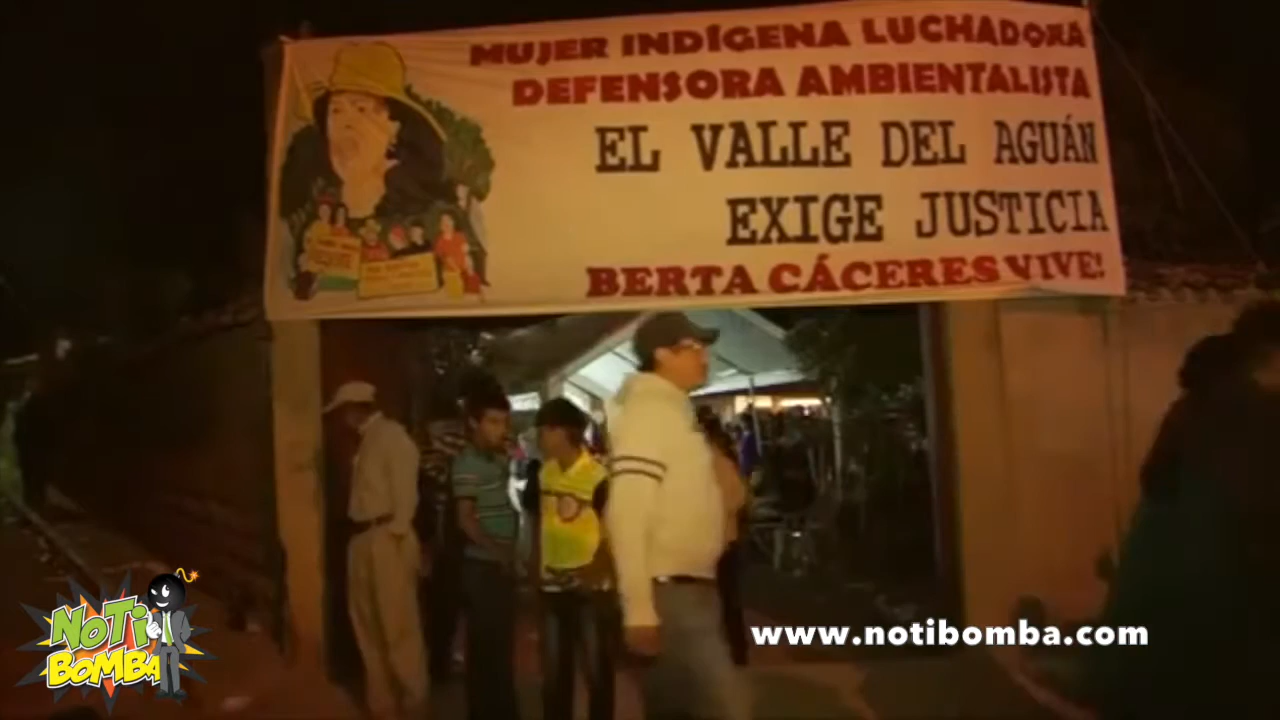 MUJER INDÍGENA LUCHADORA
DEFENSORA AMBIENTALISTA
EL VALLE DEL AGUÁN
EXIGE JUSTICIA
BERTA CÁCERES VIVE!
NOTI
BOMBA
www.notibomba.com